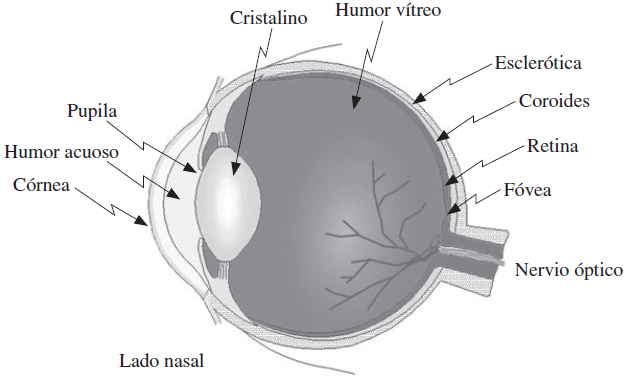 Cristalino
Humor vítreo
Esclerótica
Coroides
Pupila
Retina
Humor acuoso
Córnea
Fóvea
Nervio óptico
Lado nasal